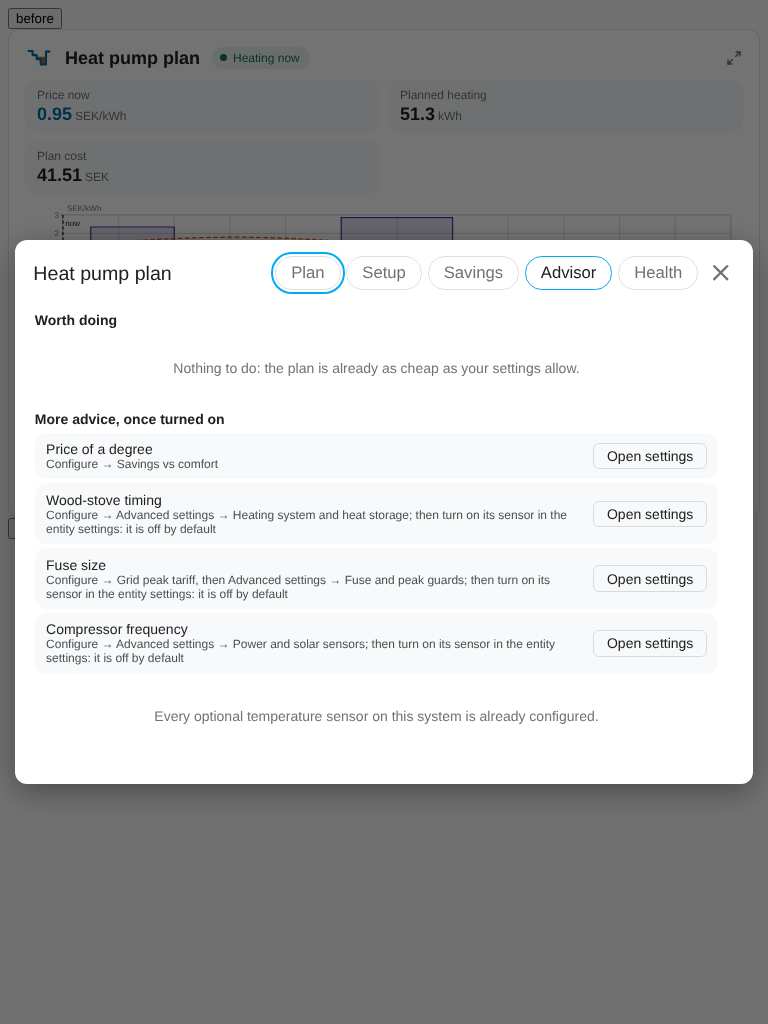 before
Heat pump plan
Heating now
Price now
0.95 SEK/kWh
Planned heating
51.3 kWh
Plan cost
41.51 SEK
SEK/kWh
3
now
2
Heat pump plan
Plan
Setup
Savings
Advisor
Health
Worth doing
Nothing to do: the plan is already as cheap as your settings allow.
More advice, once turned on
Price of a degree
Configure → Savings vs comfort
Open settings
Wood-stove timing
Configure → Advanced settings → Heating system and heat storage; then turn on its sensor in the
entity settings: it is off by default
Open settings
Fuse size
Configure → Grid peak tariff, then Advanced settings → Fuse and peak guards; then turn on its
sensor in the entity settings: it is off by default
Open settings
Compressor frequency
Configure → Advanced settings → Power and solar sensors; then turn on its sensor in the entity
settings: it is off by default
Open settings
Every optional temperature sensor on this system is already configured.